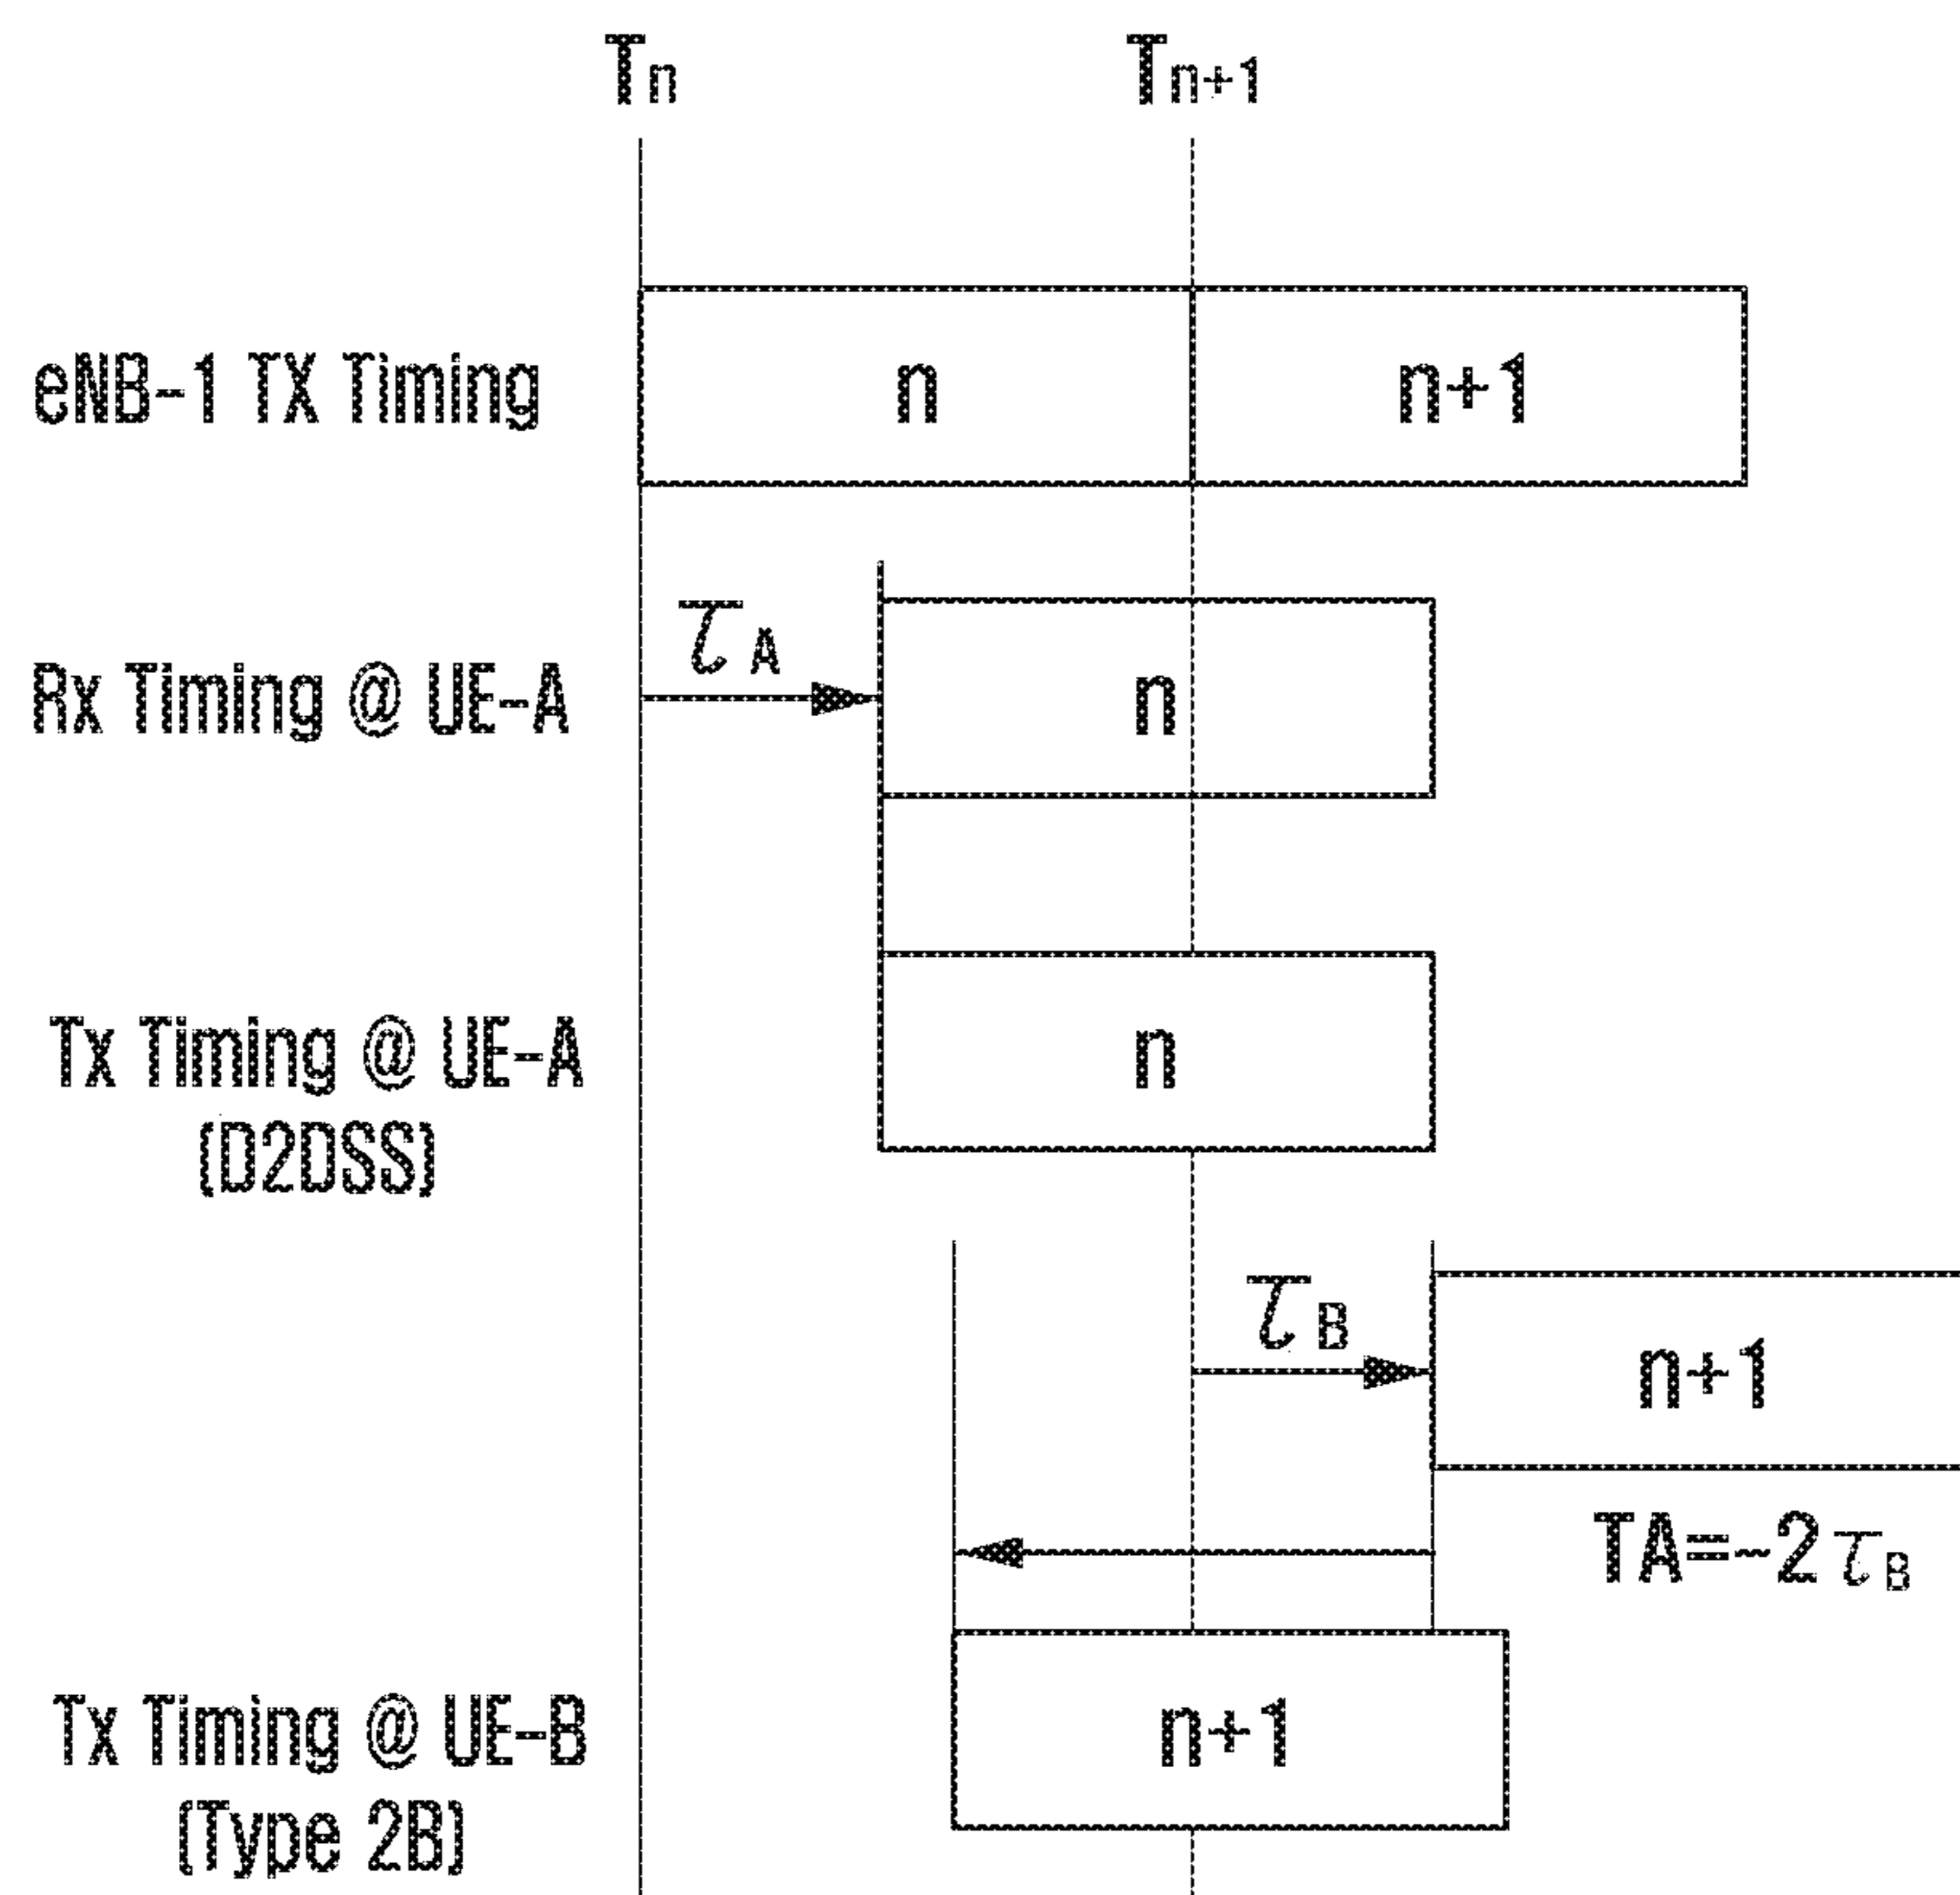 Tn Tn+1
eNB-1 TX Timing n n+1
τA
Rx Timing @ UE-A n
Tx Timing @ UE-A n
(D2DSS)
τB
n+1
TA=-2τB
Tx Timing @ UE-B n+1
(Type 2B)